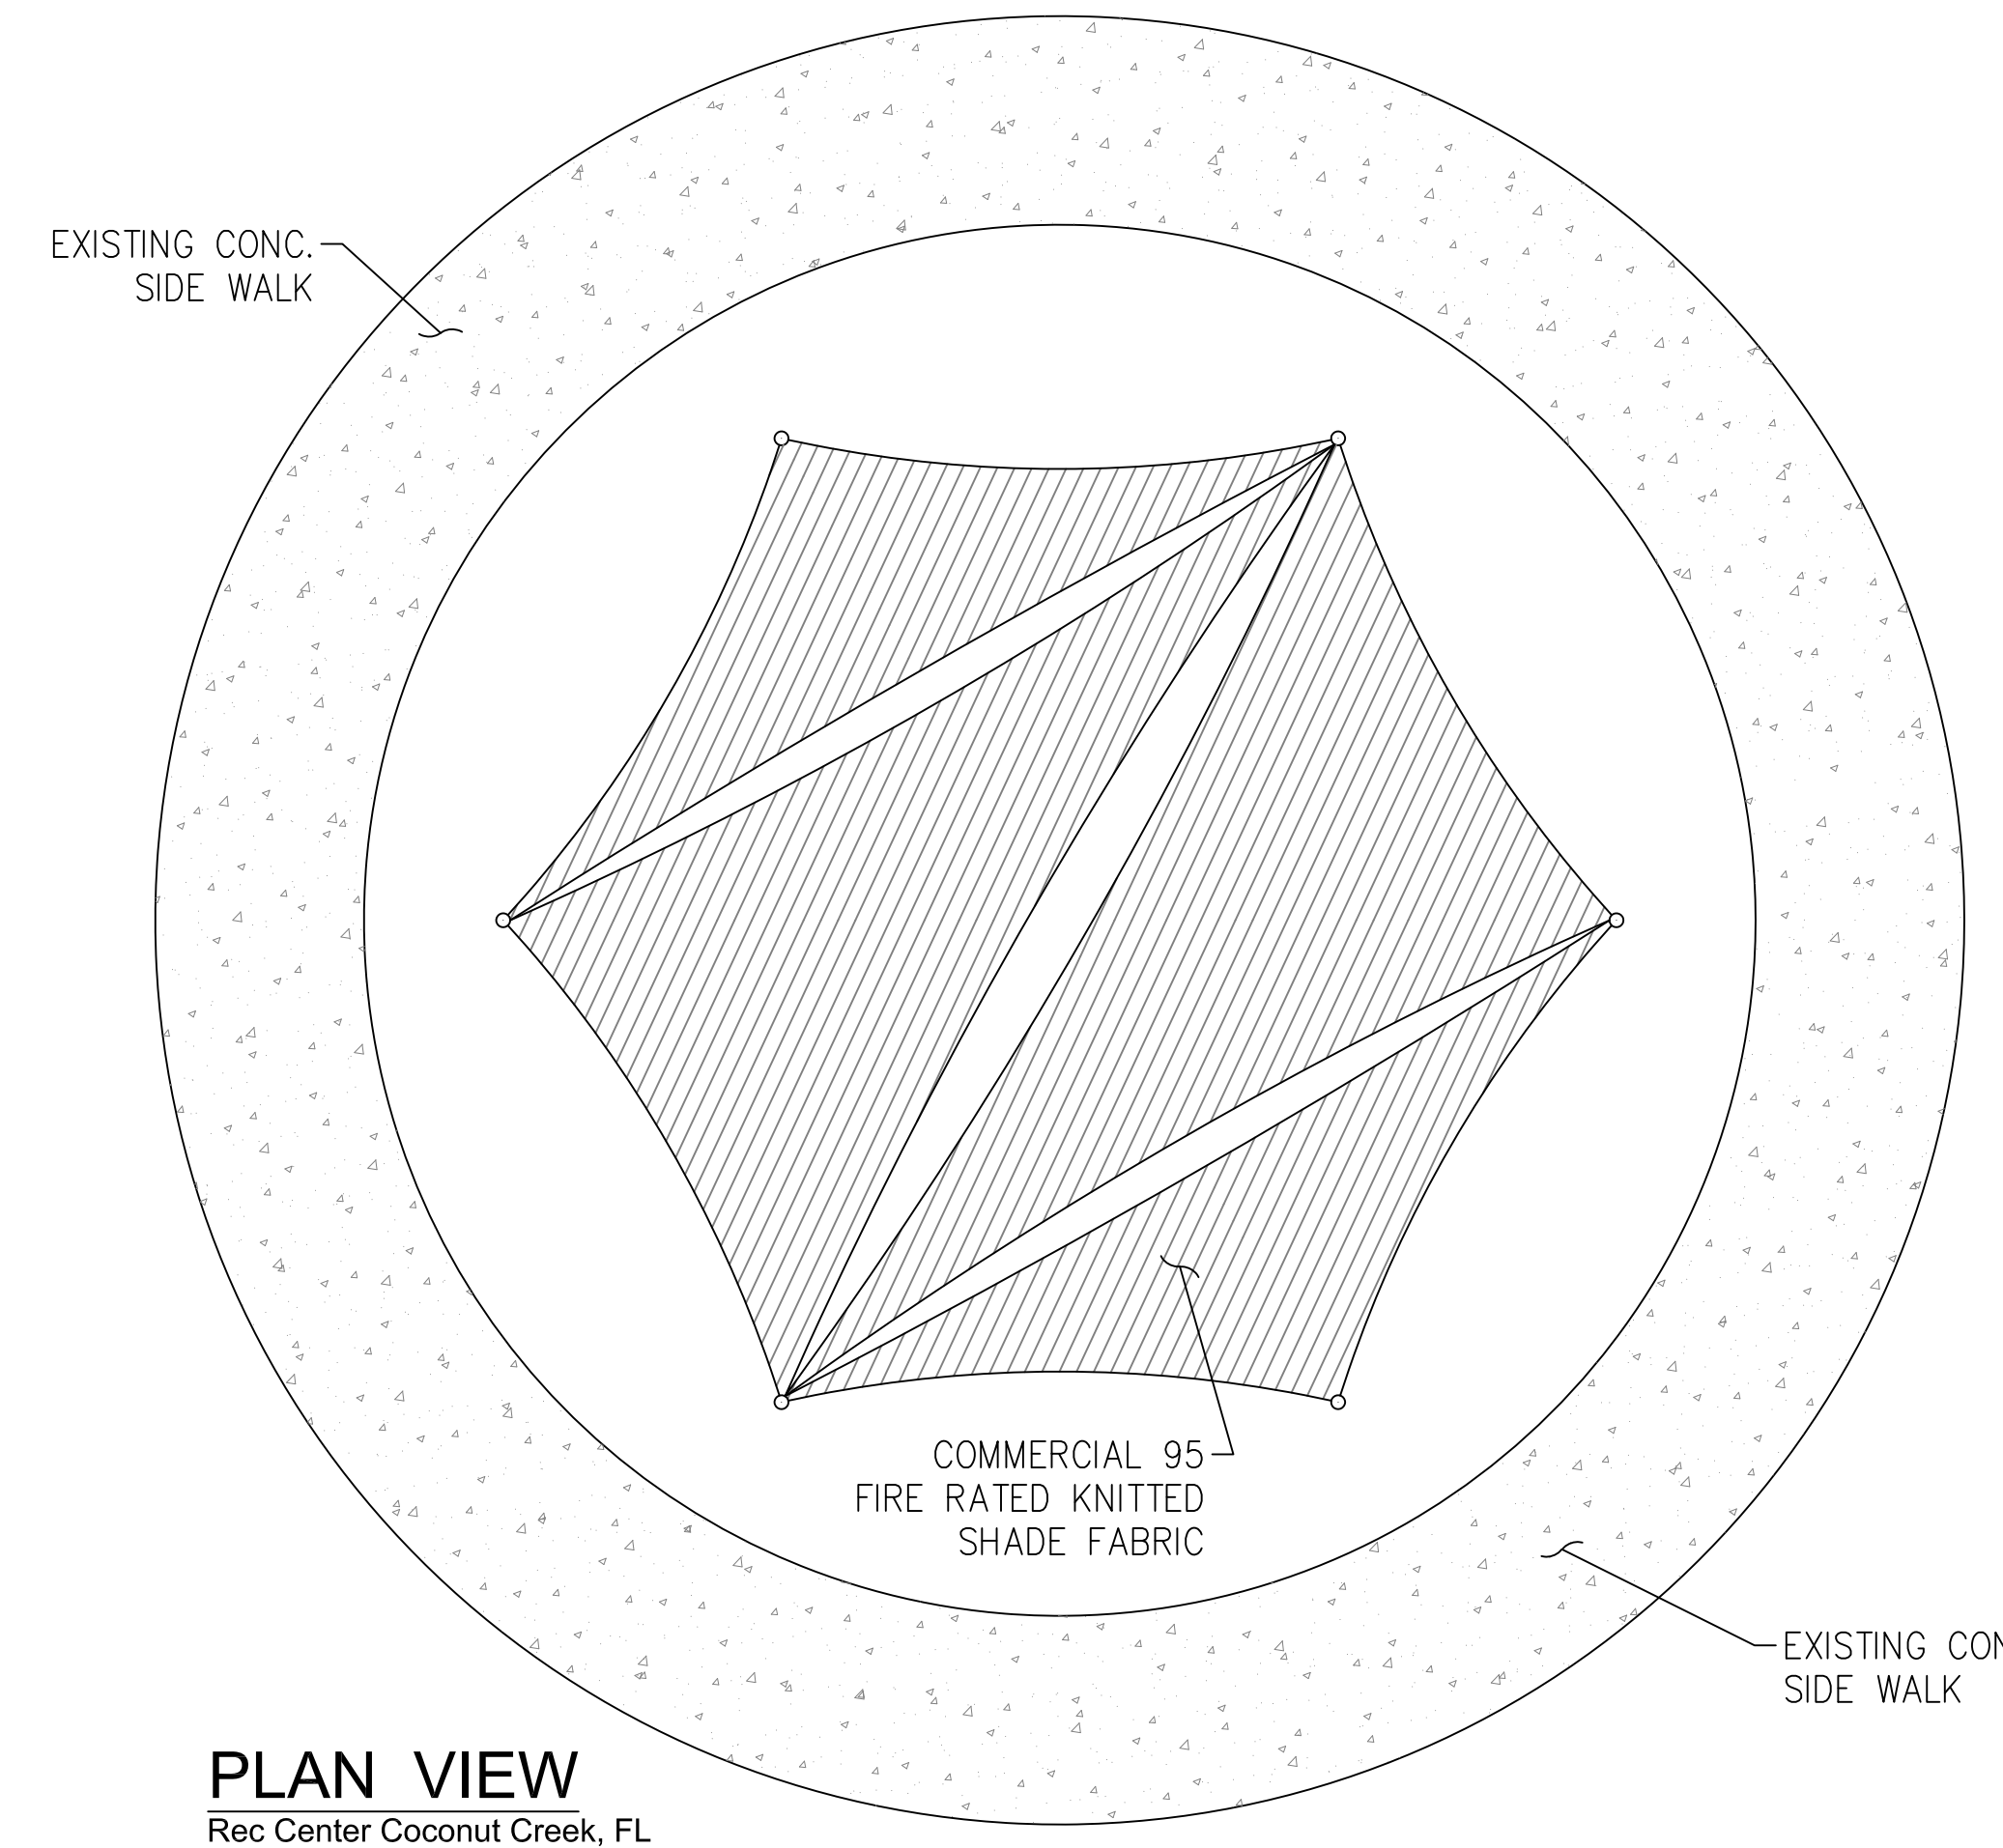 EXISTING CONC.
SIDE WALK
COMMERCIAL 95
FIRE RATED KNITTED
SHADE FABRIC
EXISTING
SIDE WALK
PLAN VIEW
Rec Center Coconut Creek, FL